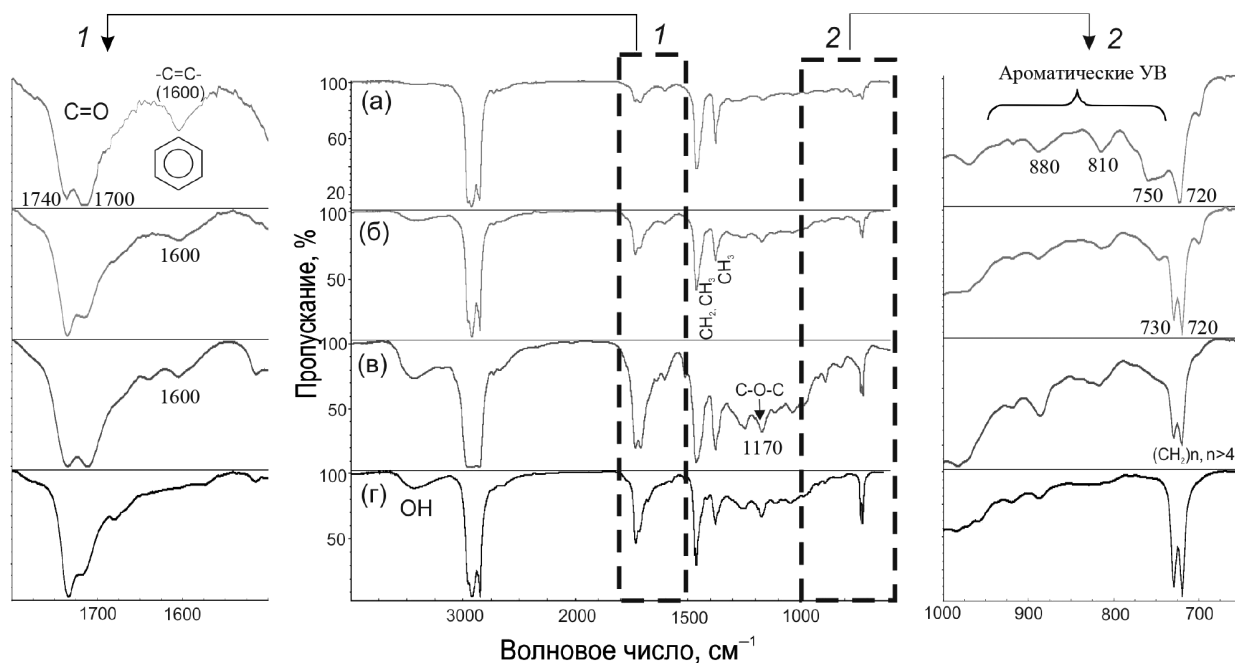 1
1
2
2
-C=C-
(1600)
C=O
1740
1700
1600
1600
1700
1600
Пропускание, %
100
60
20
100
50
100
50
100
50
(а)
(б)
(в)
(г)
OH
CH2, CH3
CH3
C-O-C
1170
3000
2000
1500
1000
Волновое число, см⁻¹
Ароматические УВ
880
810
750
720
730
720
(CH2)n, n>4
1000
900
800
700